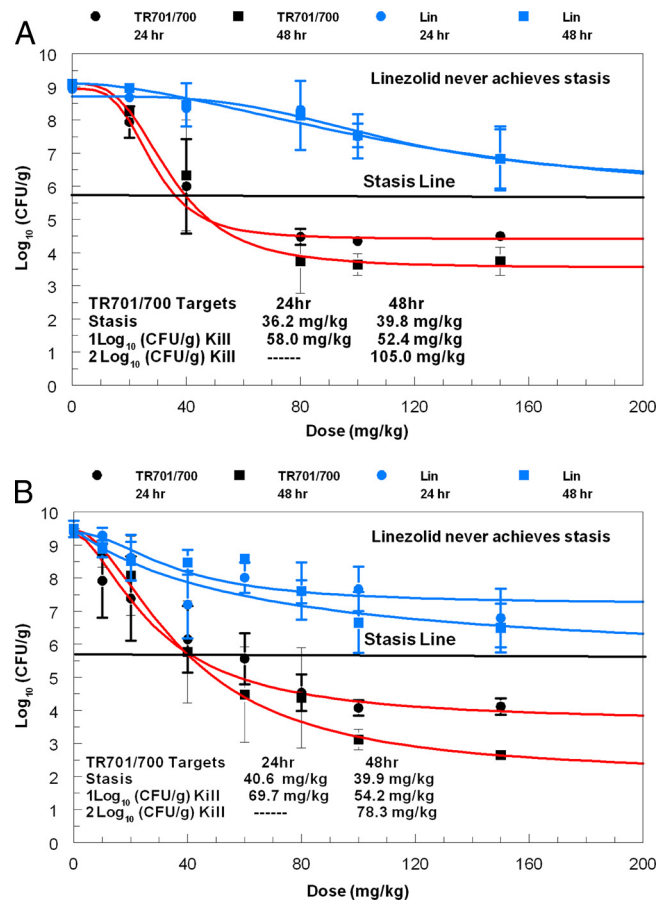 A
TR701/700 TR701/700 Lin Lin
24 hr 48 hr 24 hr 48 hr
10
9
8
7
6
5
4
3
2
1
0
Log10 (CFU/g)
Linezolid never achieves stasis
Stasis Line
TR701/700 Targets 24hr 48hr
Stasis 36.2 mg/kg 39.8 mg/kg
1Log10 (CFU/g) Kill 58.0 mg/kg 52.4 mg/kg
2 Log10 (CFU/g) Kill ------ 105.0 mg/kg
0 40 80 120 160 200
Dose (mg/kg)
B
TR701/700 TR701/700 Lin Lin
24 hr 48 hr 24 hr 48 hr
10
9
8
7
6
5
4
3
2
1
0
Log10 (CFU/g)
Linezolid never achieves stasis
Stasis Line
TR701/700 Targets 24hr 48hr
Stasis 40.6 mg/kg 39.9 mg/kg
1Log10 (CFU/g) Kill 69.7 mg/kg 54.2 mg/kg
2 Log10 (CFU/g) Kill ------ 78.3 mg/kg
0 40 80 120 160 200
Dose (mg/kg)